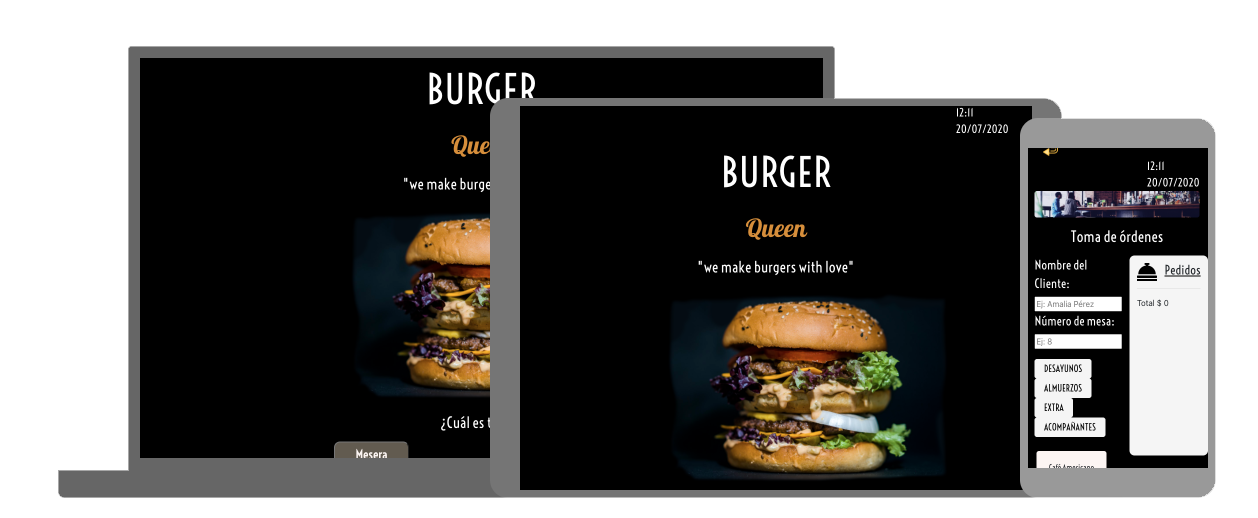 BURGER
Que
"we make burge
¿Cuál es t
Mesera
12:11
20/07/2020
BURGER
Queen
"we make burgers with love"
12:11
20/07/2020
Toma de órdenes
Nombre del
Cliente:
Ej: Amalia Pérez
Número de mesa:
Ej: 8
DESAYUNOS
ALMUERZOS
EXTRA
ACOMPAÑANTES
Café Americano
Pedidos
Total $ 0